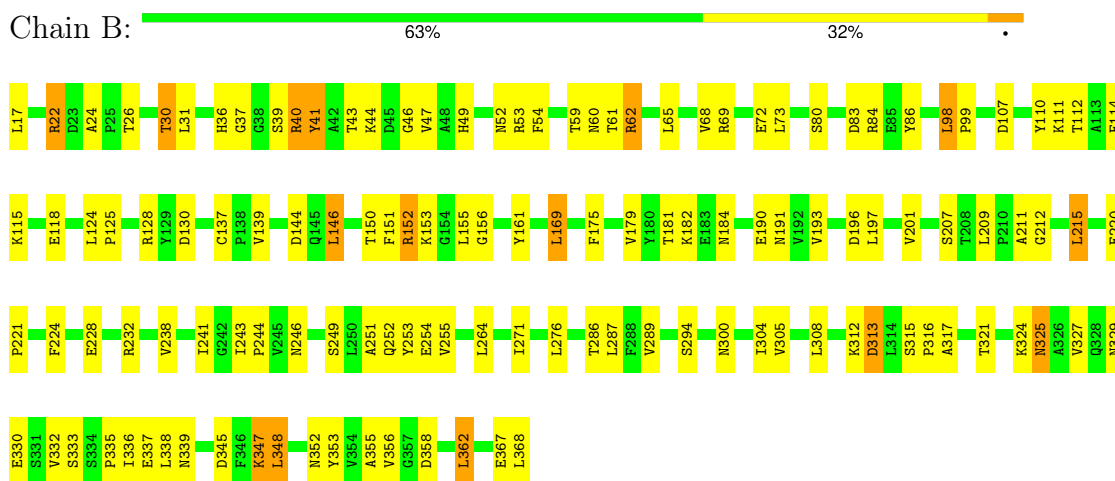 Chain B:
63% 32% •
L17 R22 D23 A24 P25 T26 T30 L31 H36 G37 G38 S39 R40 Y41 A42 T43 K44 D45 G46 V47 A48 H49 N52 R53 F54 T59 N60 T61 R62 L65 V68 R69 E72 L73 S80 D83 R84 E85 Y86 L98 P99 D107 Y110 K111 T112 A113
K115 E118 L124 P125 R128 Y129 D130 C137 P138 V139 D144 Q145 L146 T150 F151 R152 K153 G154 L155 G156 Y161 L169 F175 V179 Y180 T181 K182 E183 N184 E190 N191 V192 V193 D196 L197 V201 S207 T208 L209 P210 A211 G212 L215
P221 F224 E228 R232 V238 I241 G242 I243 P244 V245 N246 S249 L250 A251 Q252 Y253 E254 V255 L264 I271 L276 T286 L287 F288 V289 S294 N300 I304 V305 L308 K312 D313 L314 S315 P316 A317 T321 K324 N325 A326 V327 Q328 N329
E330 S331 V332 S333 S334 P335 I336 E337 L338 N339 D345 F346 K347 L348 N352 Y353 V354 A355 V356 G357 D358 L362 E367 L368